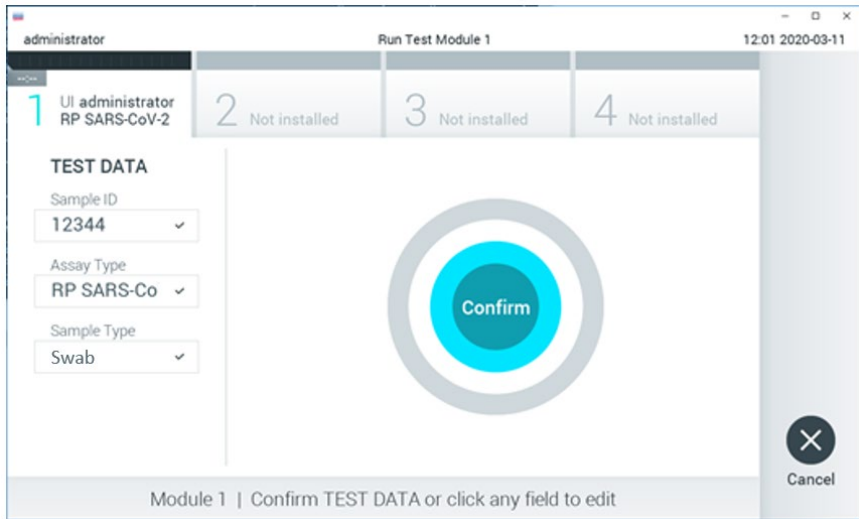 administrator Run Test Module 1 12:01 2020-03-11
--:--
1 UI administrator
RP SARS-CoV-2
2 Not installed
3 Not installed
4 Not installed
TEST DATA
Sample ID
12344
Assay Type
RP SARS-Co
Sample Type
Swab
Confirm
Cancel
Module 1 | Confirm TEST DATA or click any field to edit